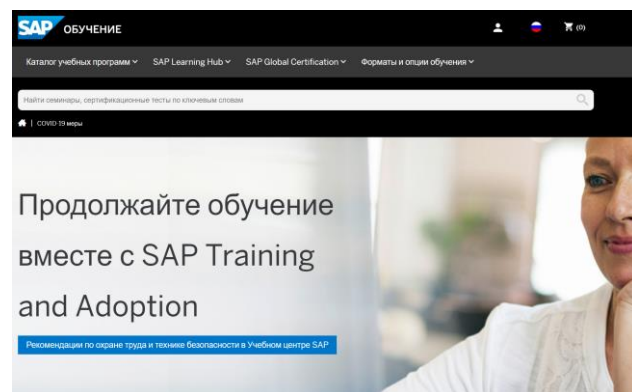 SAP ОБУЧЕНИЕ
(0)
Каталог учебных программ SAP Learning Hub SAP Global Certification Форматы и опции обучения
Найти семинары, сертификационные тесты по ключевым словам
| COVID-19 меры
Продолжайте обучение
вместе с SAP Training
and Adoption
Рекомендации по охране труда и технике безопасности в Учебном центре SAP